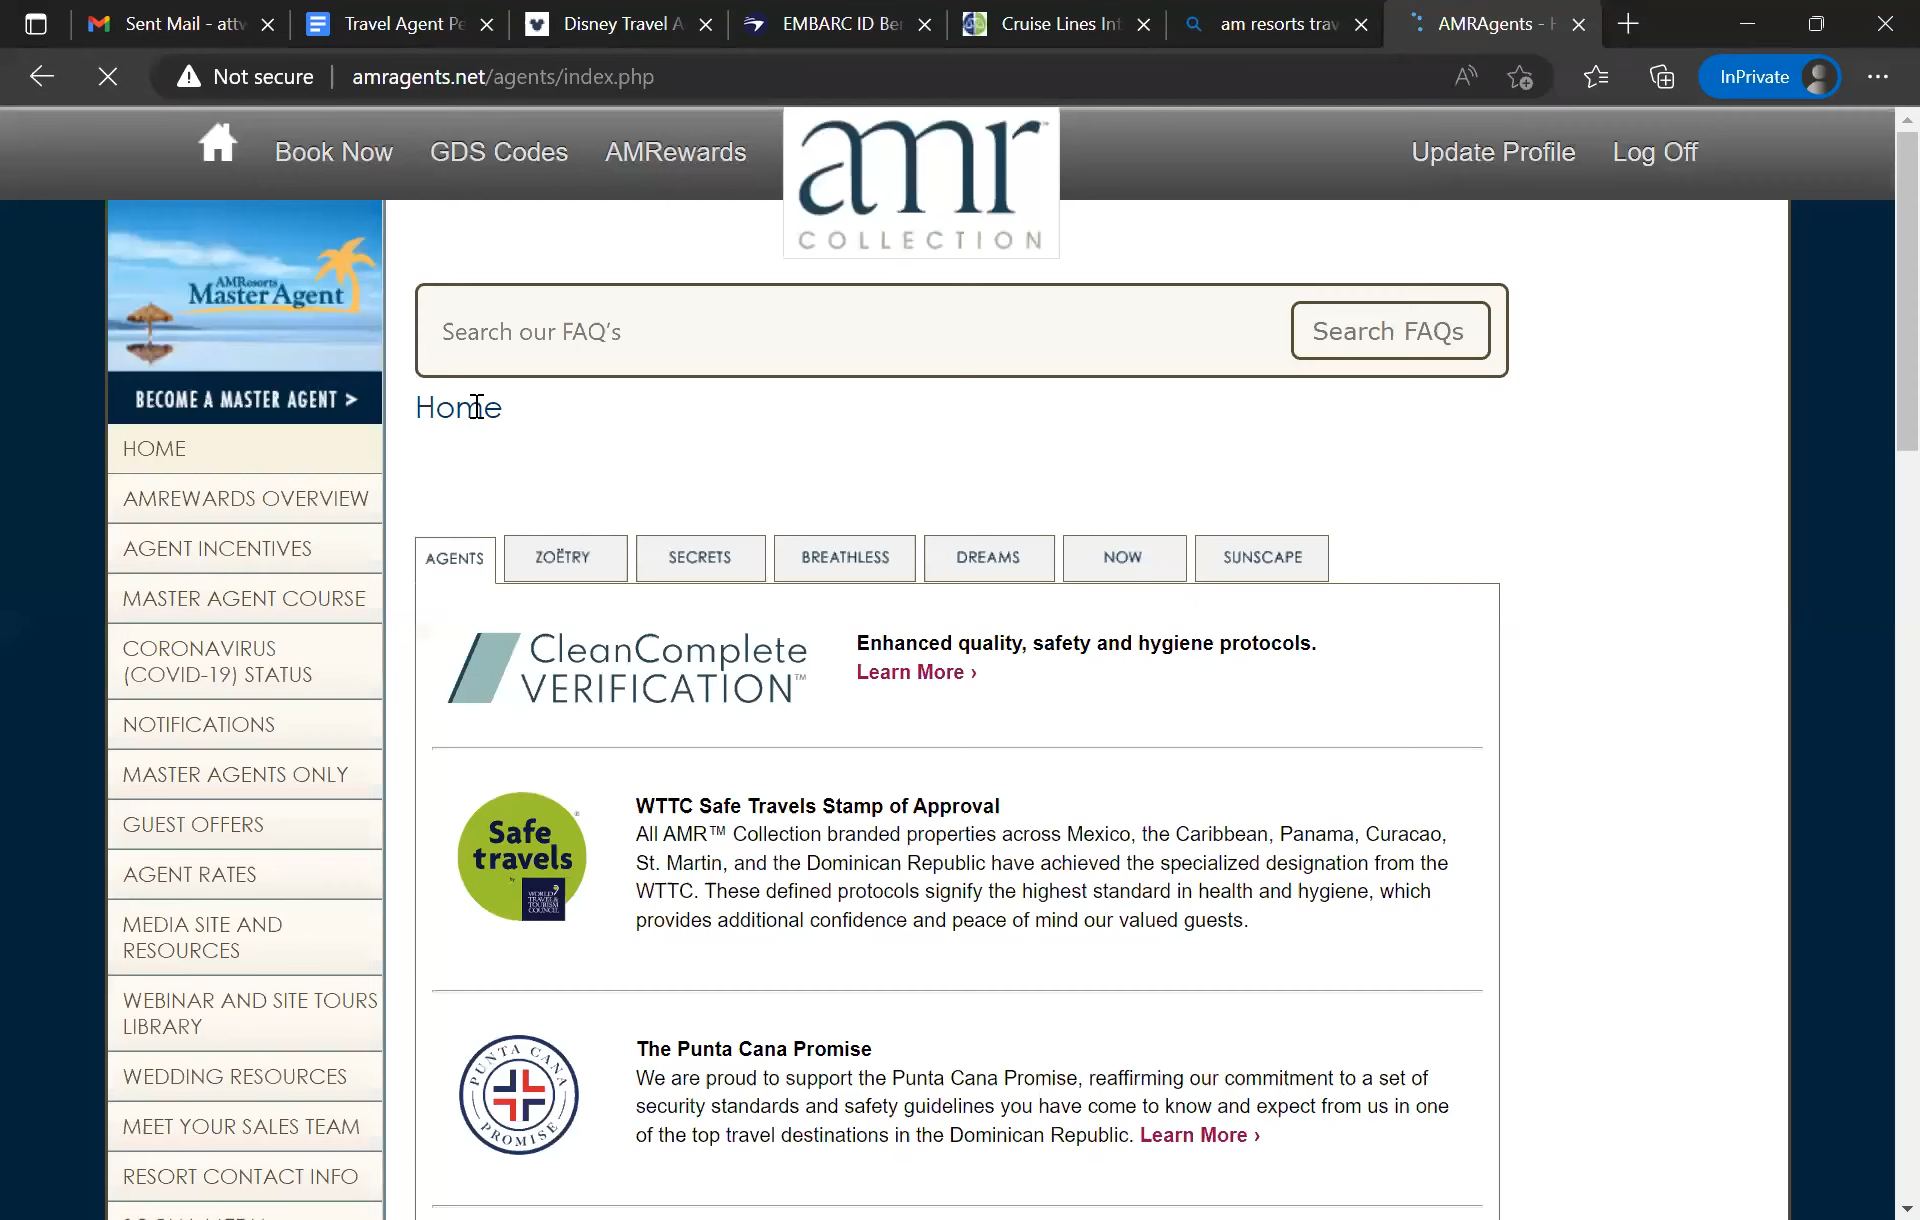 Sent Mail - attv
Travel Agent Pe
Disney Travel A
EMBARC ID Be
Cruise Lines Int
am resorts trav
AMRAgents - H
Not secure
amragents.net/agents/index.php
InPrivate
Book Now
GDS Codes
AMRewards
amr
COLLECTION
Update Profile
Log Off
AMResorts
Master Agent
BECOME A MASTER AGENT >
Search our FAQ's
Search FAQs
Home
HOME
AMREWARDS OVERVIEW
AGENT INCENTIVES
MASTER AGENT COURSE
CORONAVIRUS
(COVID-19) STATUS
NOTIFICATIONS
MASTER AGENTS ONLY
GUEST OFFERS
AGENT RATES
MEDIA SITE AND
RESOURCES
WEBINAR AND SITE TOURS
LIBRARY
WEDDING RESOURCES
MEET YOUR SALES TEAM
RESORT CONTACT INFO
AGENTS
ZOËTRY
SECRETS
BREATHLESS
DREAMS
NOW
SUNSCAPE
CleanComplete
VERIFICATION™
Enhanced quality, safety and hygiene protocols.
Learn More ›
Safe
travels
by
WORLD
TRAVEL &
TOURISM
COUNCIL
WTTC Safe Travels Stamp of Approval
All AMR™ Collection branded properties across Mexico, the Caribbean, Panama, Curacao,
St. Martin, and the Dominican Republic have achieved the specialized designation from the
WTTC. These defined protocols signify the highest standard in health and hygiene, which
provides additional confidence and peace of mind our valued guests.
PUNTA CANA
PROMISE
The Punta Cana Promise
We are proud to support the Punta Cana Promise, reaffirming our commitment to a set of
security standards and safety guidelines you have come to know and expect from us in one
of the top travel destinations in the Dominican Republic. Learn More ›